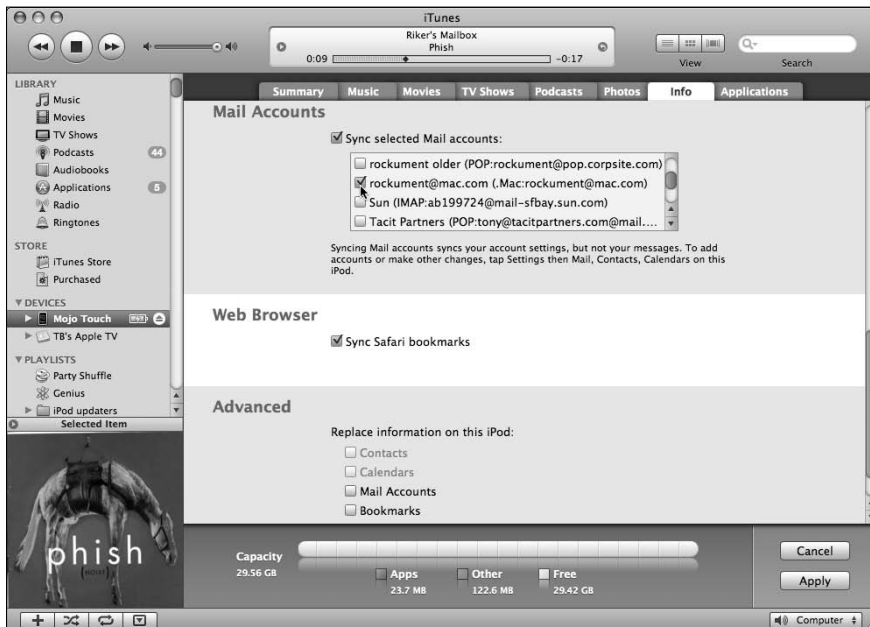 iTunes
Riker's Mailbox
Phish
0:09
-0:17
View
Search
LIBRARY
Music
Movies
TV Shows
Podcasts 44
Audiobooks
Applications 5
Radio
Ringtones
STORE
iTunes Store
Purchased
DEVICES
Mojo Touch
TB's Apple TV
PLAYLISTS
Party Shuffle
Genius
iPod updaters
Selected Item
phish
(HOIST)
Summary Music Movies TV Shows Podcasts Photos Info Applications
Mail Accounts
Sync selected Mail accounts:
rockument older (POP:rockument@pop.corpsite.com)
rockument@mac.com (.Mac:rockument@mac.com)
Sun (IMAP:ab199724@mail-sfbay.sun.com)
Tacit Partners (POP:tony@tacitpartners.com@mail....
Syncing Mail accounts syncs your account settings, but not your messages. To add
accounts or make other changes, tap Settings then Mail, Contacts, Calendars on this
iPod.
Web Browser
Sync Safari bookmarks
Advanced
Replace information on this iPod:
Contacts
Calendars
Mail Accounts
Bookmarks
Capacity
29.56 GB
Apps
23.7 MB
Other
122.6 MB
Free
29.42 GB
Cancel
Apply
Computer